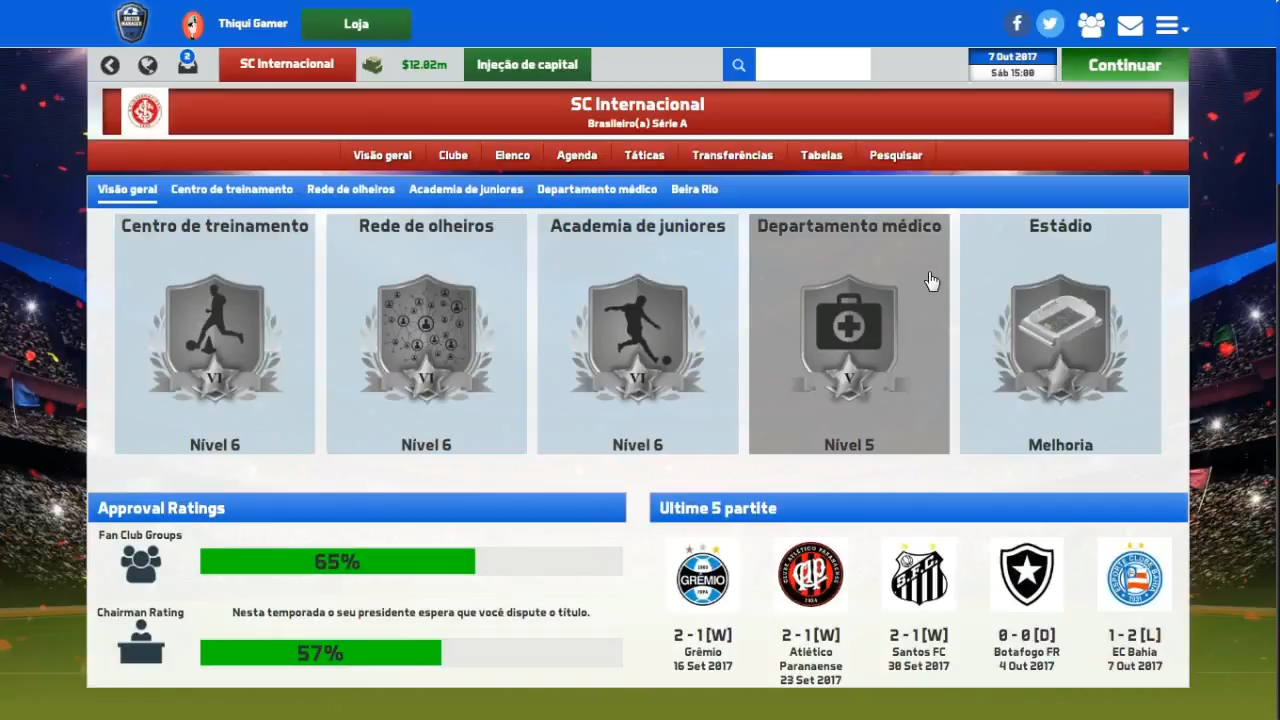 Thiqui Gamer
Loja
2
SC Internacional
$12.02m
Injeção de capital
7 Out 2017
Sáb 15:00
Continuar
SC Internacional
Brasileiro(a) Série A
Visão geral Clube Elenco Agenda Táticas Transferências Tabelas Pesquisar
Visão geral Centro de treinamento Rede de olheiros Academia de juniores Departamento médico Beira Rio
Centro de treinamento
VI
Nível 6
Rede de olheiros
VI
Nível 6
Academia de juniores
VI
Nível 6
Departamento médico
V
Nível 5
Estádio
Melhoria
Approval Ratings
Fan Club Groups
65%
Chairman Rating
Nesta temporada o seu presidente espera que você dispute o título.
57%
Ultime 5 partite
GRÊMIO
2 - 1 [W]
Grêmio
16 Set 2017
CAP
2 - 1 [W]
Atlético
Paranaense
23 Set 2017
2 - 1 [W]
Santos FC
30 Set 2017
0 - 0 [D]
Botafogo FR
4 Out 2017
1 - 2 [L]
EC Bahia
7 Out 2017